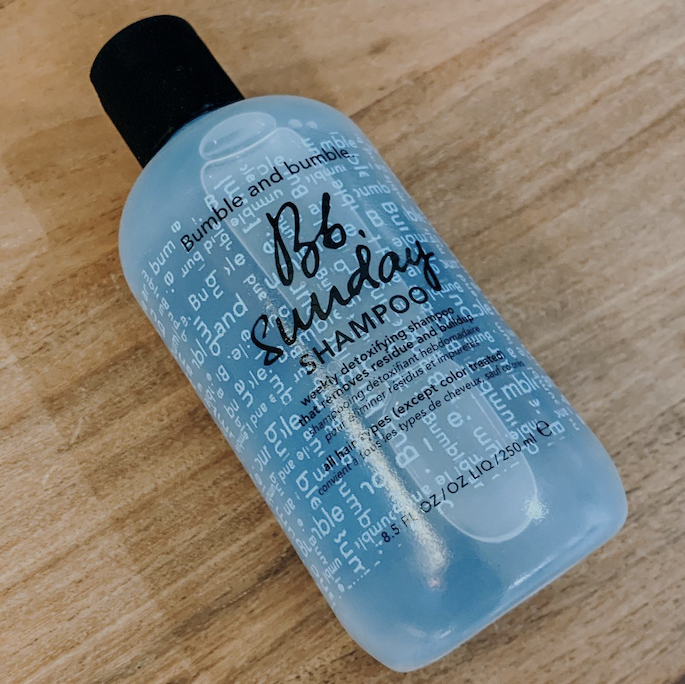 Bumble and bumble.
Bb.
sunday
SHAMPOO
weekly detoxifying shampoo
that removes residue and buildup
shampooing détoxifiant hebdomadaire
pour éliminer résidus et impuretés
all hair types (except color treated)
convient à tous les types de cheveux, sauf colorés
8.5 FL OZ/OZ LIQ/250 ml ℮